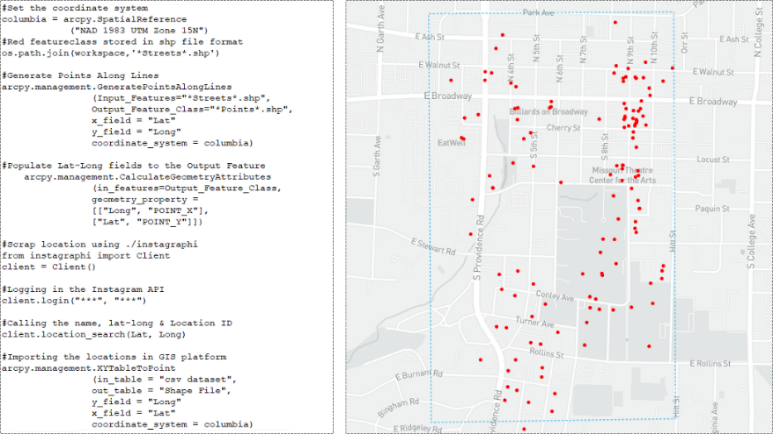 #Set the coordinate system
columbia = arcpy.SpatialReference
("NAD 1983 UTM Zone 15N")
#Red featureclass stored in shp file format
os.path.join(workspace,'*Streets*.shp')
#Generate Points Along Lines
arcpy.management.GeneratePointsAlongLines
(Input_Features="*Streets*.shp",
Output_Feature_Class="*Points*.shp",
x_field = "Lat"
y_field = "Long"
coordinate_system = columbia)
#Populate Lat-Long fields to the Output Feature
arcpy.management.CalculateGeometryAttributes
(in_features=Output_Feature_Class,
geometry_property =
[["Long", "POINT_X"],
["Lat", "POINT_Y"]])
#Scrap location using ./instagraphi
from instagraphi import Client
client = Client()
#Logging in the Instagram API
client.login("***", "***")
#Calling the name, lat-long & Location ID
client.location_search(Lat, Long)
#Importing the locations in GIS platform
arcpy.management.XYTableToPoint
(in_table = "csv dataset",
out_table = "Shape File",
y_field = "Long"
x_field = "Lat"
coordinate_system = columbia)
Park Ave
N Garth Ave
E Ash St
N 4th St
N 5th St
N 6th St
N 7th St
N 9th St
N 10th St
Orr St
E Ash St
N College St
E Walnut St
E Walnut St
E Broadway
E Broadway
Billiards on Broadway
Cherry St
EatWell
S Garth Ave
S 5th St
S 8th St
Locust St
Missouri Theatre
Center for the Arts
Paquin St
S Providence Rd
E Stewart Rd
Hitt St
S College Ave
Conley Ave
Turner Ave
Rollins St
E Rollins St
E Burnam Rd
Bingham Rd
E Ridgeley Rd
Hitt St